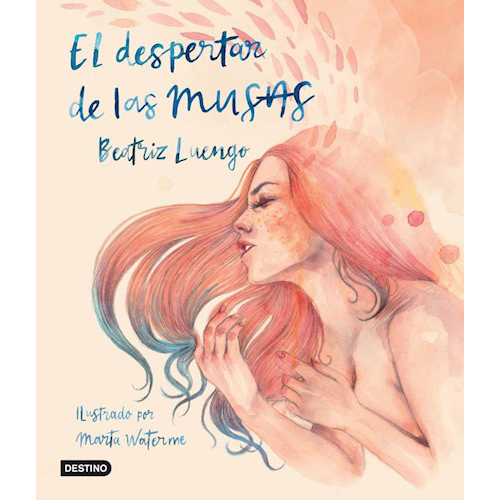 El despertar
de las MUSAS
Beatriz Luengo
Ilustrado por
Marta Waterme
DESTINO